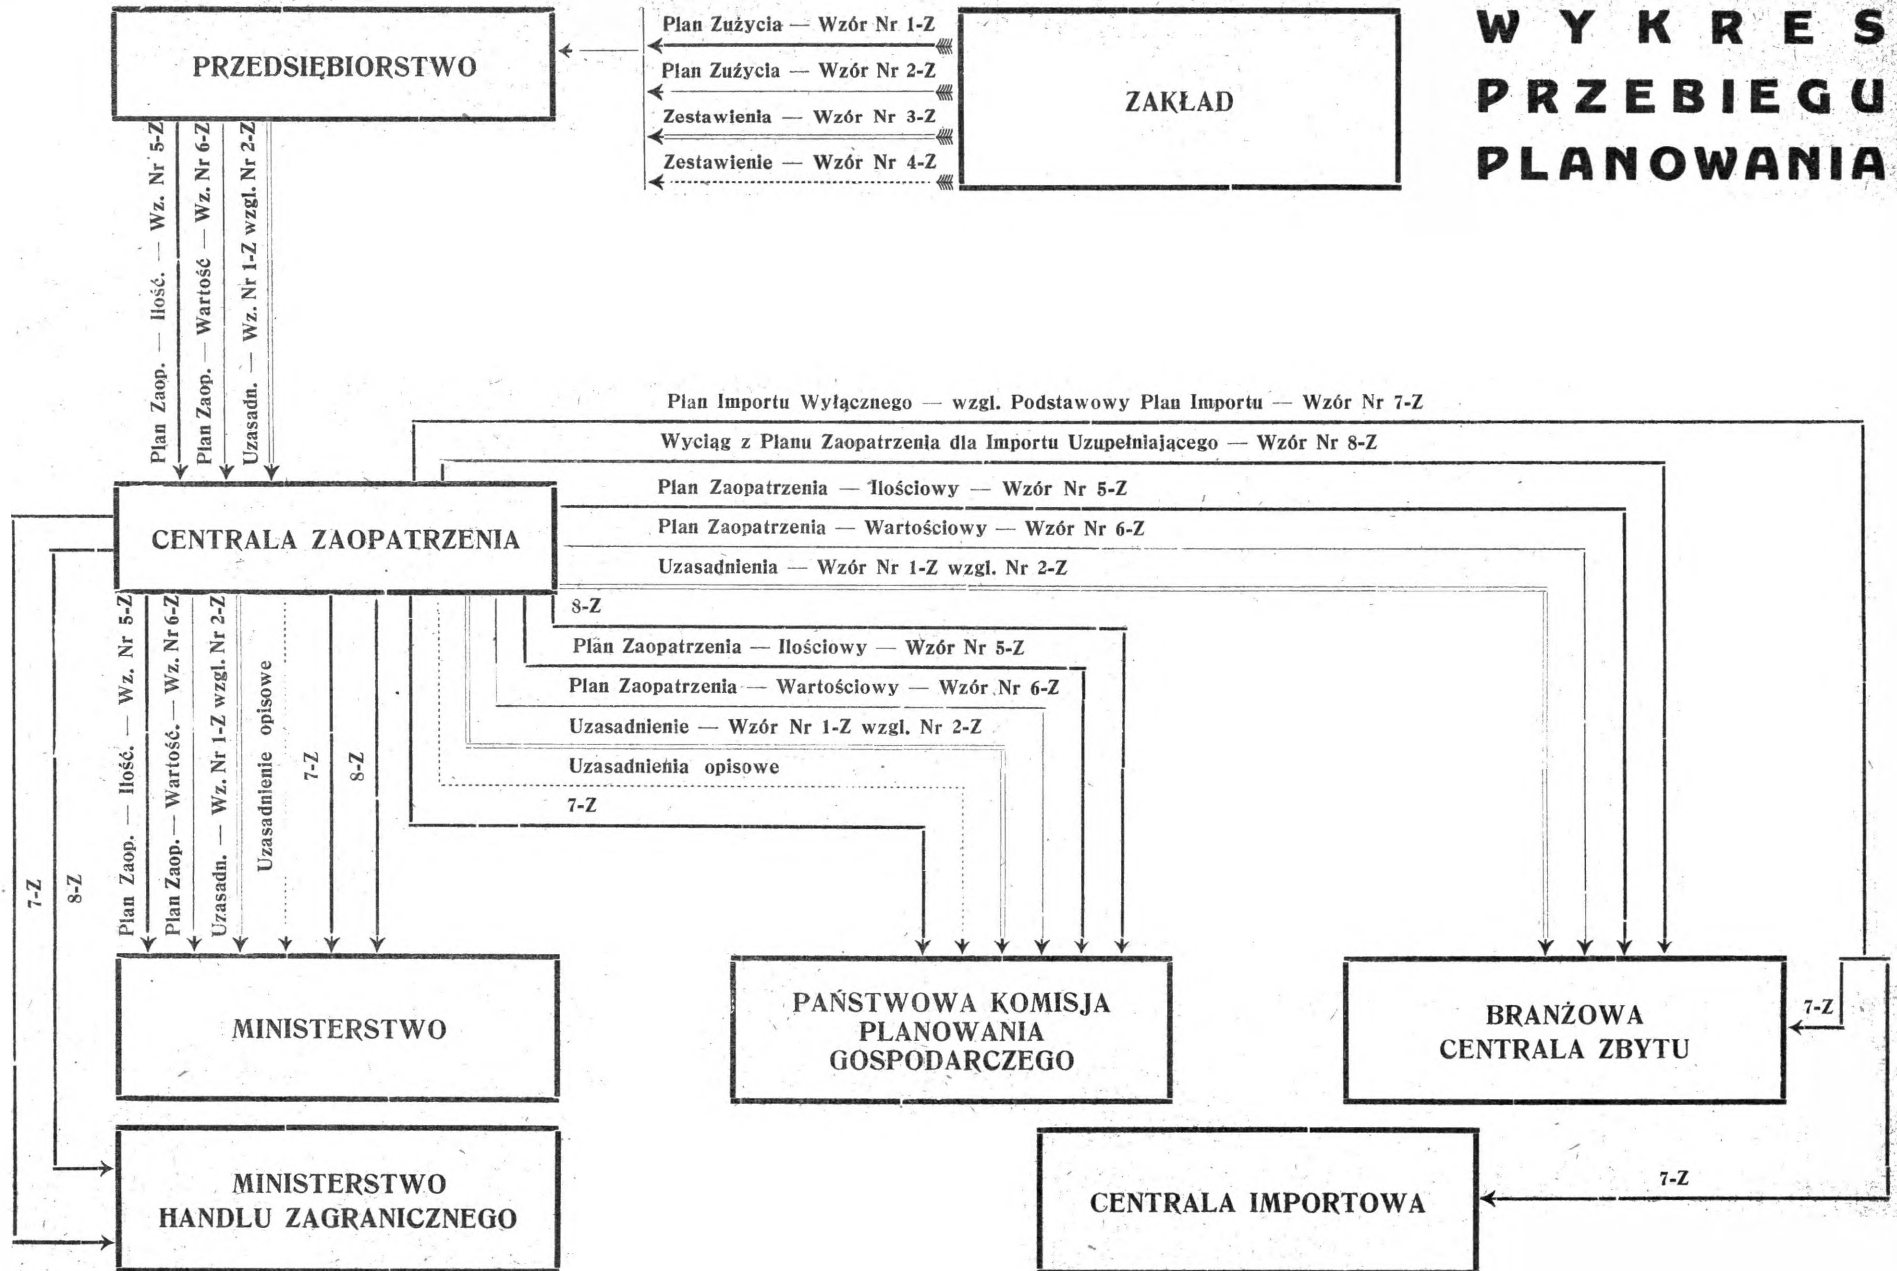 WYKRES
PRZEBIEGU
PLANOWANIA
PRZEDSIĘBIORSTWO
Plan Zużycia — Wzór Nr 1-Z
Plan Zużycia — Wzór Nr 2-Z
Zestawienia — Wzór Nr 3-Z
Zestawienie — Wzór Nr 4-Z
ZAKŁAD
Plan Zaop. — Ilość. — Wz. Nr 5-Z
Plan Zaop. — Wartość — Wz. Nr 6-Z
Uzasadn. — Wz. Nr 1-Z wzgl. Nr 2-Z
Plan Importu Wyłącznego — wzgl. Podstawowy Plan Importu — Wzór Nr 7-Z
Wyciąg z Planu Zaopatrzenia dla Importu Uzupełniającego — Wzór Nr 8-Z
Plan Zaopatrzenia — Ilościowy — Wzór Nr 5-Z
Plan Zaopatrzenia — Wartościowy — Wzór Nr 6-Z
Uzasadnienia — Wzór Nr 1-Z wzgl. Nr 2-Z
CENTRALA ZAOPATRZENIA
8-Z
Plan Zaopatrzenia — Ilościowy — Wzór Nr 5-Z
Plan Zaopatrzenia — Wartościowy — Wzór Nr 6-Z
Uzasadnienie — Wzór Nr 1-Z wzgl. Nr 2-Z
Uzasadnienia opisowe
7-Z
7-Z
8-Z
Plan Zaop. — Ilość. — Wz. Nr 5-Z
Plan Zaop. — Wartość. — Wz. Nr 6-Z
Uzasadn. — Wz. Nr 1-Z wzgl. Nr 2-Z
Uzasadnienie opisowe
7-Z
8-Z
MINISTERSTWO
PAŃSTWOWA KOMISJA
PLANOWANIA
GOSPODARCZEGO
BRANŻOWA
CENTRALA ZBYTU
7-Z
MINISTERSTWO
HANDLU ZAGRANICZNEGO
CENTRALA IMPORTOWA
7-Z